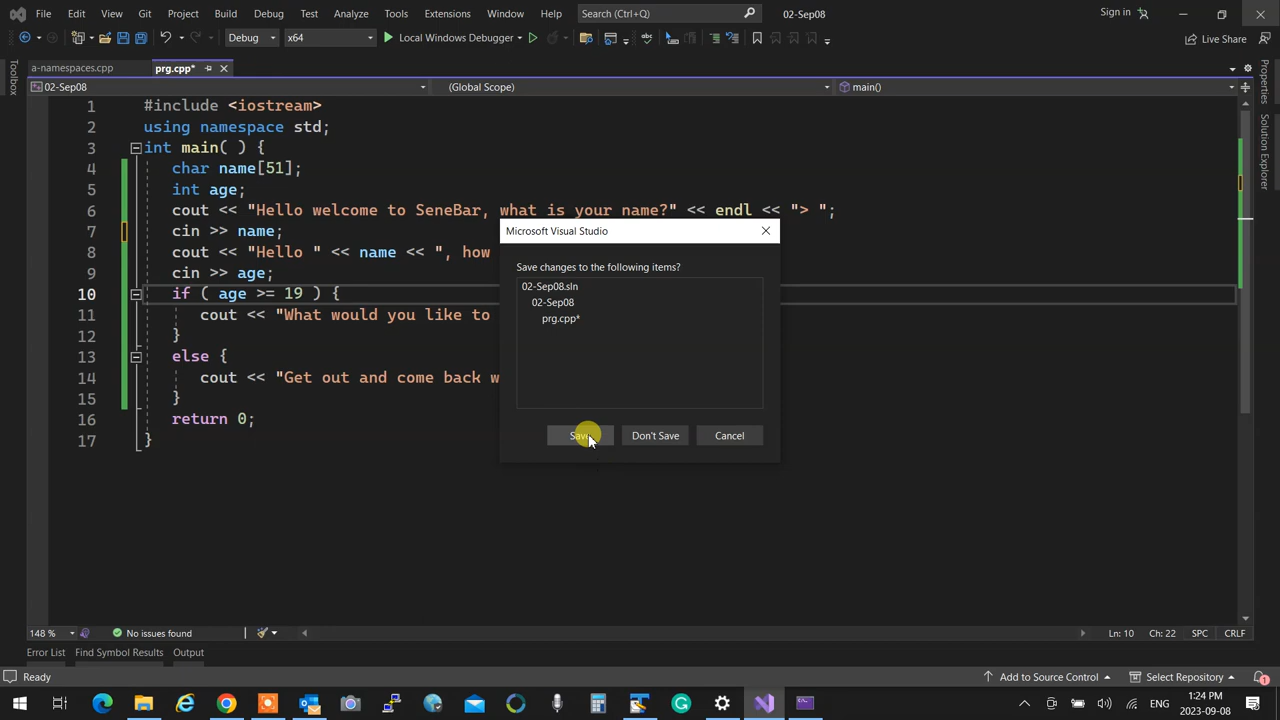 File Edit View Git Project Build Debug Test Analyze Tools Extensions Window Help Search (Ctrl+Q) 02-Sep08 Sign in
Debug x64 Local Windows Debugger Live Share
a-namespaces.cpp prg.cpp*
02-Sep08 (Global Scope) main()
Toolbox
Properties
Solution Explorer
1 #include <iostream>
2 using namespace std;
3 int main( ) {
4 char name[51];
5 int age;
6 cout << "Hello welcome to SeneBar, what is your name?" << endl << "> ";
7 cin >> name;
8 cout << "Hello " << name << ", how
9 cin >> age;
10 if ( age >= 19 ) {
11 cout << "What would you like to
12 }
13 else {
14 cout << "Get out and come back w
15 }
16 return 0;
17 }
Microsoft Visual Studio
Save changes to the following items?
02-Sep08.sln
02-Sep08
prg.cpp*
Save Don't Save Cancel
148 % No issues found Ln: 10 Ch: 22 SPC CRLF
Error List Find Symbol Results Output
Ready Add to Source Control Select Repository 1
1:24 PM
ENG
2023-09-08